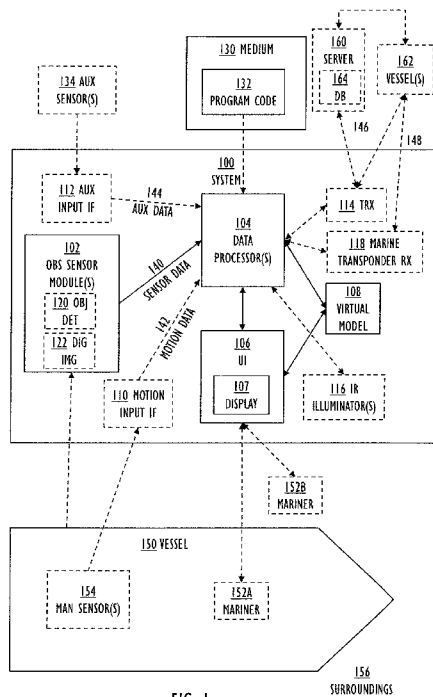 130 MEDIUM
132
PROGRAM CODE
160
SERVER
164
DB
162
VESSEL(S)
134 AUX
SENSOR(S)
146
148
100
SYSTEM
112 AUX
INPUT IF
144
AUX DATA
104
DATA
PROCESSOR(S)
114 TRX
118 MARINE
TRANSPONDER RX
102
OBS SENSOR
MODULE(S)
120 OBJ
DET
122 DIG
IMG
140
SENSOR DATA
142
MOTION DATA
108
VIRTUAL
MODEL
106
UI
107
DISPLAY
110 MOTION
INPUT IF
116 IR
ILLUMINATOR(S)
152B
MARINER
150 VESSEL
154
MAN SENSOR(S)
152A
MARINER
156
SURROUNDINGS
FIG. 1